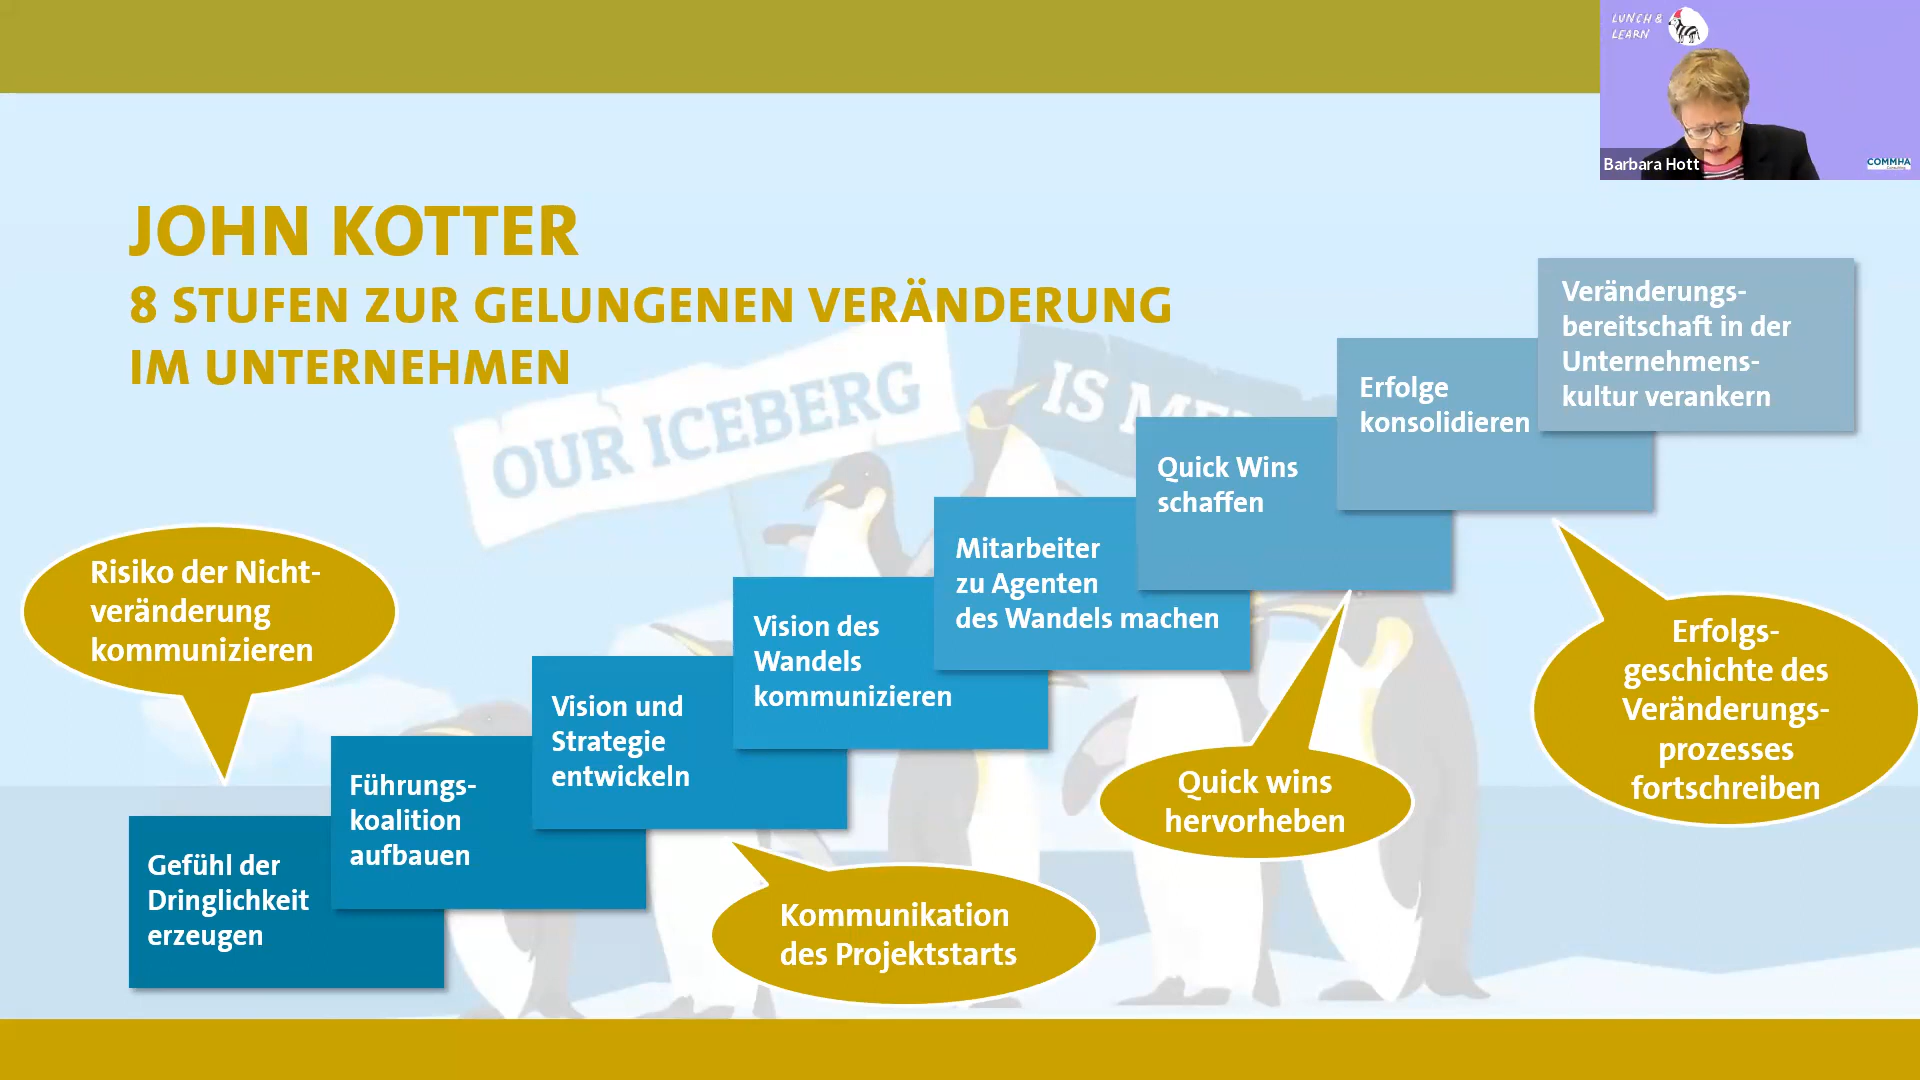 LUNCH &
LEARN
Barbara Hott
COMMHA
JOHN KOTTER
8 STUFEN ZUR GELUNGENEN VERÄNDERUNG
IM UNTERNEHMEN
OUR ICEBERG
IS
Risiko der Nicht-
veränderung
kommunizieren
Gefühl der
Dringlichkeit
erzeugen
Führungs-
koalition
aufbauen
Vision und
Strategie
entwickeln
Kommunikation
des Projektstarts
Vision des
Wandels
kommunizieren
Mitarbeiter
zu Agenten
des Wandels machen
Quick Wins
schaffen
Quick wins
hervorheben
Erfolge
konsolidieren
Erfolgs-
geschichte des
Veränderungs-
prozesses
fortschreiben
Veränderungs-
bereitschaft in der
Unternehmens-
kultur verankern